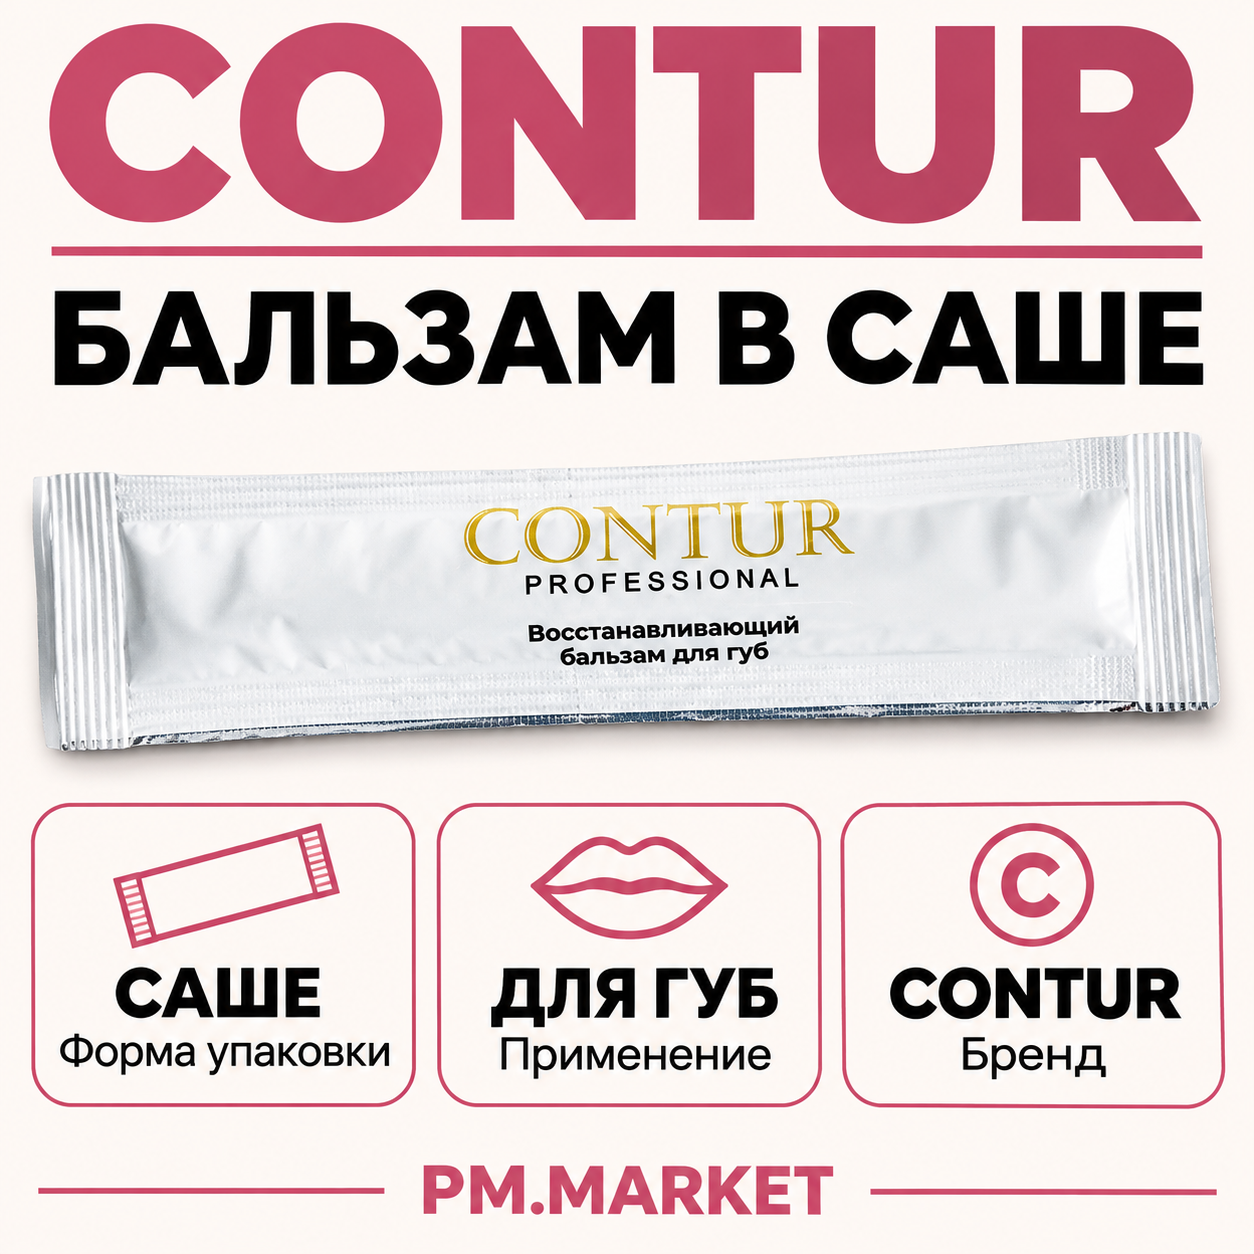 CONTUR
БАЛЬЗАМ В САШЕ
CONTUR
PROFESSIONAL
Восстанавливающий
бальзам для губ
САШЕ
Форма упаковки
ДЛЯ ГУБ
Применение
C
CONTUR
Бренд
PM.MARKET